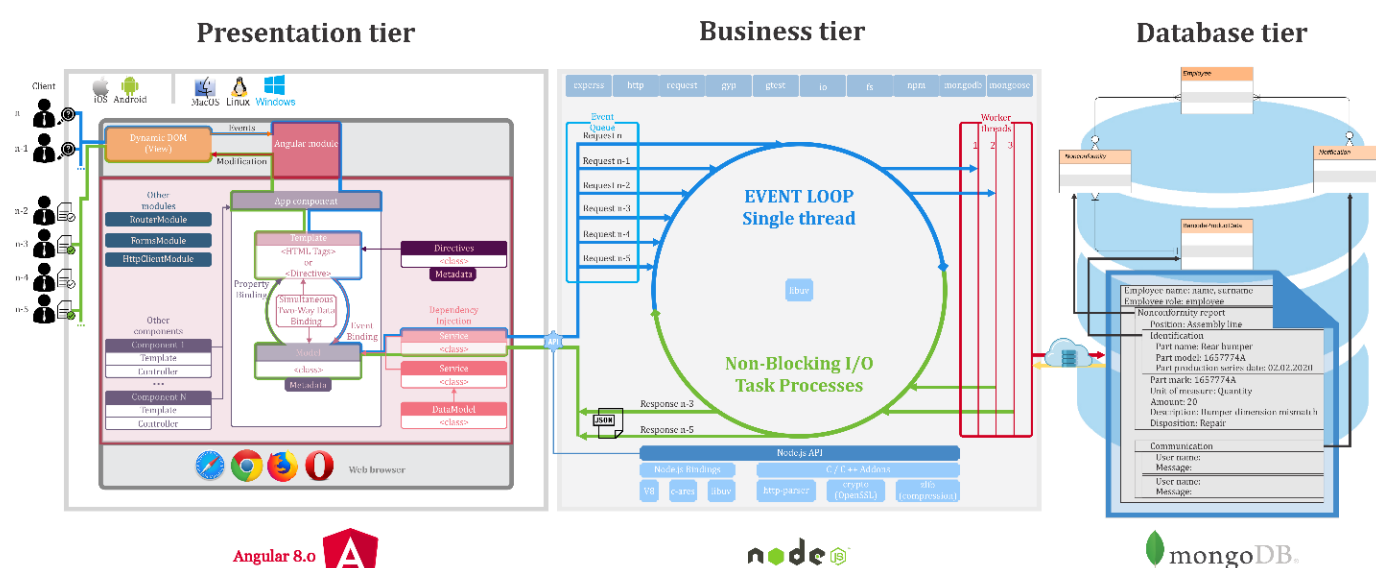 Presentation tier
Business tier
Database tier
Client
iOS Android
MacOS Linux Windows
n
n-1
n-2
n-3
n-4
n-5
Dynamic DOM
(View)
Events
Modification
Angular module
Other
modules
RouterModule
FormsModule
HttpClientModule
App component
Template
<HTML Tags>
or
<Directive>
Directives
<class>
Metadata
Property
Binding
Simultaneous
Two-Way Data
Binding
Event
Binding
Dependency
Injection
Other
components
Component 1
Template
Controller
...
Component N
Template
Controller
Model
<class>
Metadata
Service
<class>
Service
<class>
DataModel
<class>
Web browser
Angular 8.0
API
experss http request gyp gtest io fs npm mongodb mongoose
Event
Queue
Request n
Request n-1
Request n-2
Request n-3
Request n-4
Request n-5
Worker
threads
1 2 3
EVENT LOOP
Single thread
libuv
Non-Blocking I/O
Task Processes
Response n-3
Response n-5
JSON
Node.js API
Node.js Bindings
C / C++ Addons
V8 c-ares libuv http-parser
crypto
(OpenSSL)
zlib
(compression)
node JS
Employee
Nonconformity
Notification
Employee name: name, surname
Employee role: employee
Nonconformity report
Position: Assembly line
Identification
Part name: Rear bumper
Part model: 1657774A
Part production series date: 02.02.2020
Part mark: 1657774A
Unit of measure: Quantity
Amount: 20
Description: Bumper dimension mismatch
Disposition: Repair
Communication
User name:
Message:
User name:
Message:
mongoDB.